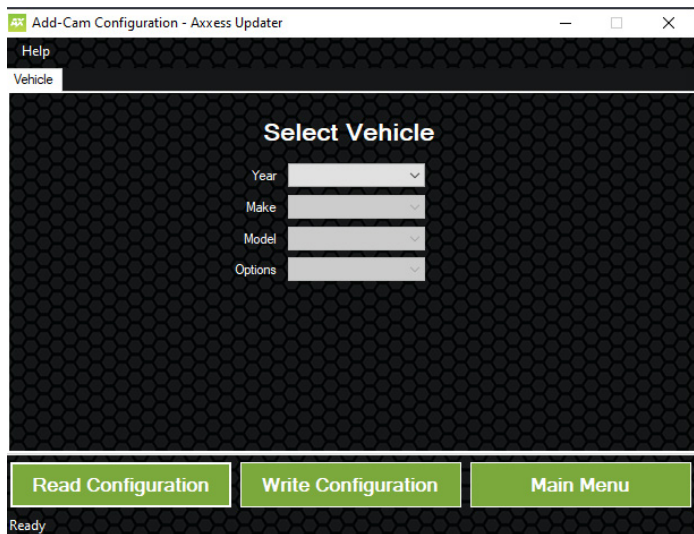 AX Add-Cam Configuration - Axxess Updater
Help
Vehicle
Select Vehicle
Year
Make
Model
Options
Read Configuration Write Configuration Main Menu
Ready